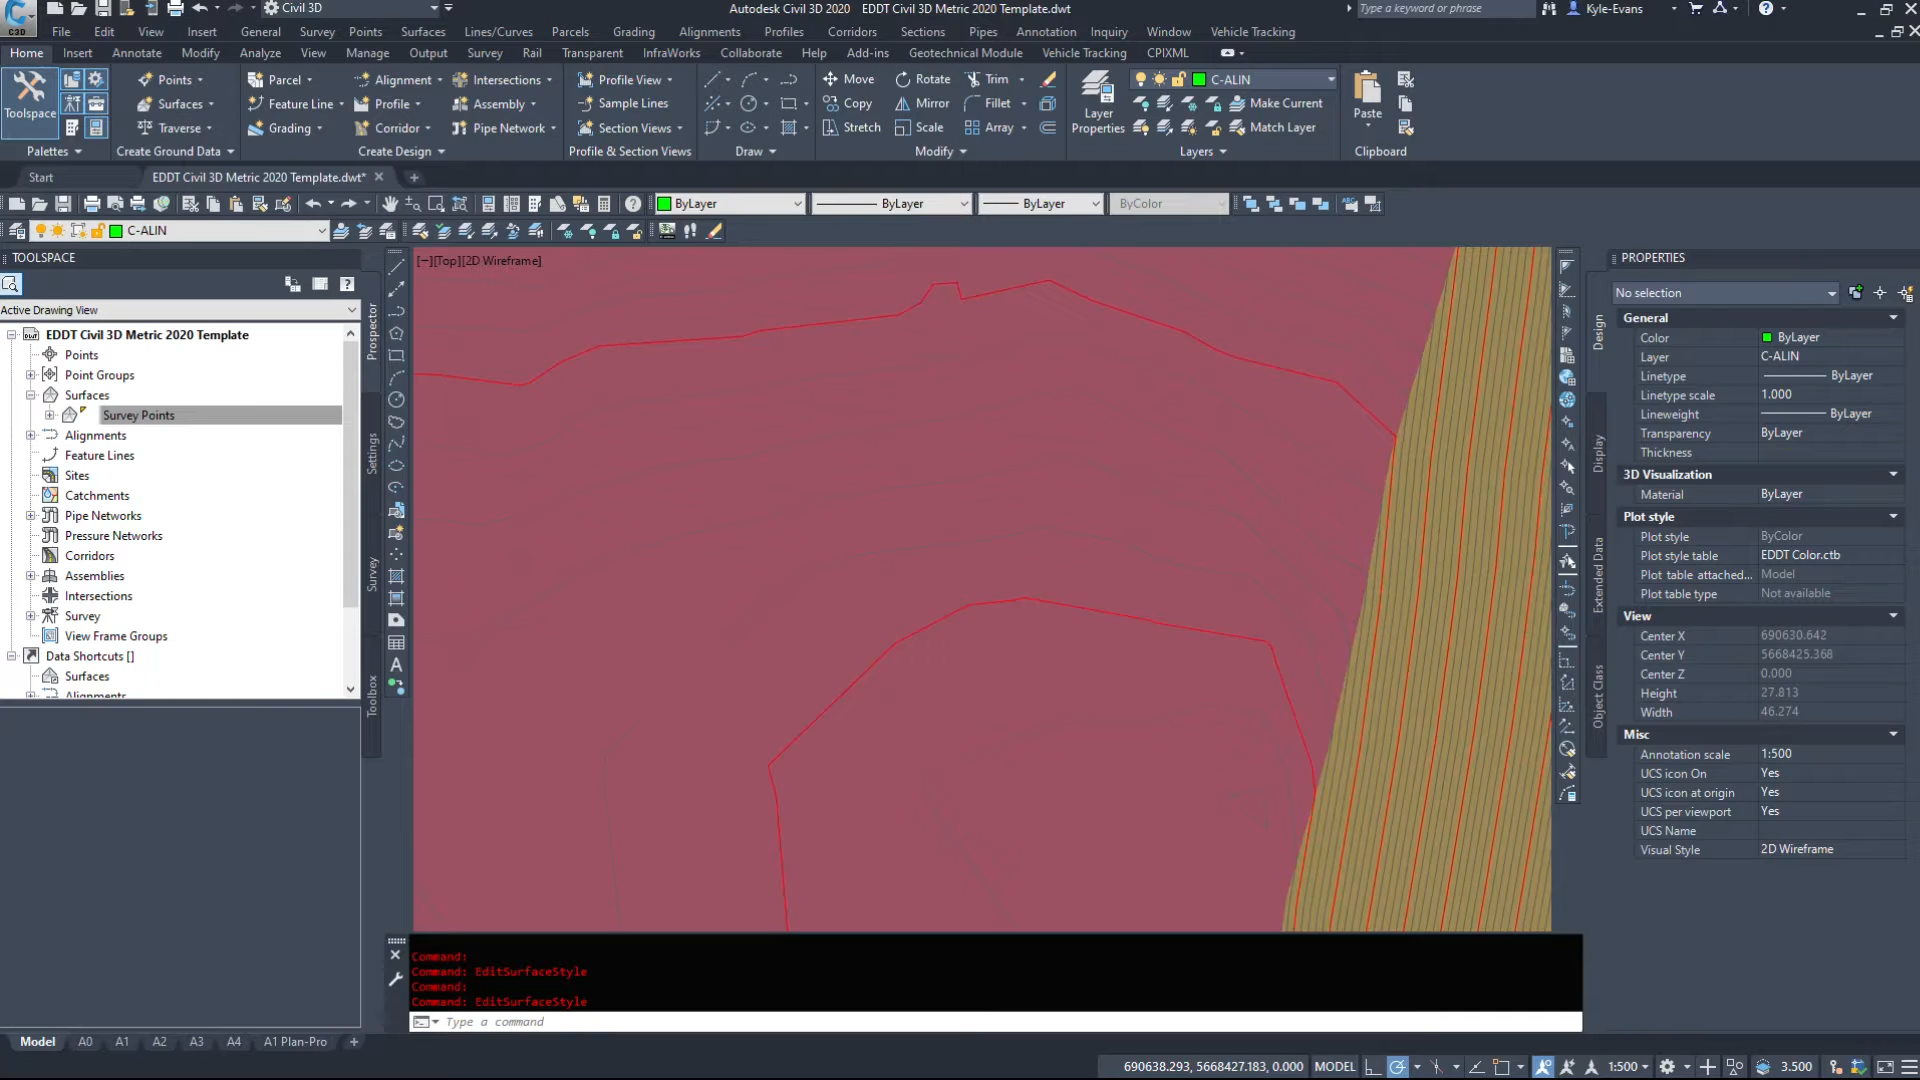 Civil 3D
Autodesk Civil 3D 2020 EDDT Civil 3D Metric 2020 Template.dwt
Type a keyword or phrase
Kyle-Evans
C3D
File Edit View Insert General Survey Points Surfaces Lines/Curves Parcels Grading Alignments Profiles Corridors Sections Pipes Annotation Inquiry Window Vehicle Tracking
Home Insert Annotate Modify Analyze View Manage Output Survey Rail Transparent InfraWorks Collaborate Help Add-ins Geotechnical Module Vehicle Tracking CPIXML
Points Parcel Alignment Intersections Profile View Move Rotate Trim C-ALIN
Toolspace Surfaces Feature Line Profile Assembly Sample Lines Copy Mirror Fillet Layer Properties Make Current Paste
Traverse Grading Corridor Pipe Network Section Views Stretch Scale Array Match Layer
Palettes Create Ground Data Create Design Profile & Section Views Draw Modify Layers Clipboard
Start EDDT Civil 3D Metric 2020 Template.dwt*
ByLayer ByLayer ByLayer ByColor
C-ALIN
TOOLSPACE
Active Drawing View
EDDT Civil 3D Metric 2020 Template
Points
Point Groups
Surfaces
Survey Points
Alignments
Feature Lines
Sites
Catchments
Pipe Networks
Pressure Networks
Corridors
Assemblies
Intersections
Survey
View Frame Groups
Data Shortcuts []
Surfaces
Alignments
Prospector
Settings
Survey
Toolbox
[−][Top][2D Wireframe]
Command:
Command: EditSurfaceStyle
Command:
Command: EditSurfaceStyle
Type a command
Design
Display
Extended Data
Object Class
PROPERTIES
No selection
General
Color ByLayer
Layer C-ALIN
Linetype ByLayer
Linetype scale 1.000
Lineweight ByLayer
Transparency ByLayer
Thickness
3D Visualization
Material ByLayer
Plot style
Plot style ByColor
Plot style table EDDT Color.ctb
Plot table attached... Model
Plot table type Not available
View
Center X 690630.642
Center Y 5668425.368
Center Z 0.000
Height 27.813
Width 46.274
Misc
Annotation scale 1:500
UCS icon On Yes
UCS icon at origin Yes
UCS per viewport Yes
UCS Name
Visual Style 2D Wireframe
Model A0 A1 A2 A3 A4 A1 Plan-Pro
690638.293, 5668427.183, 0.000 MODEL 1:500 3.500